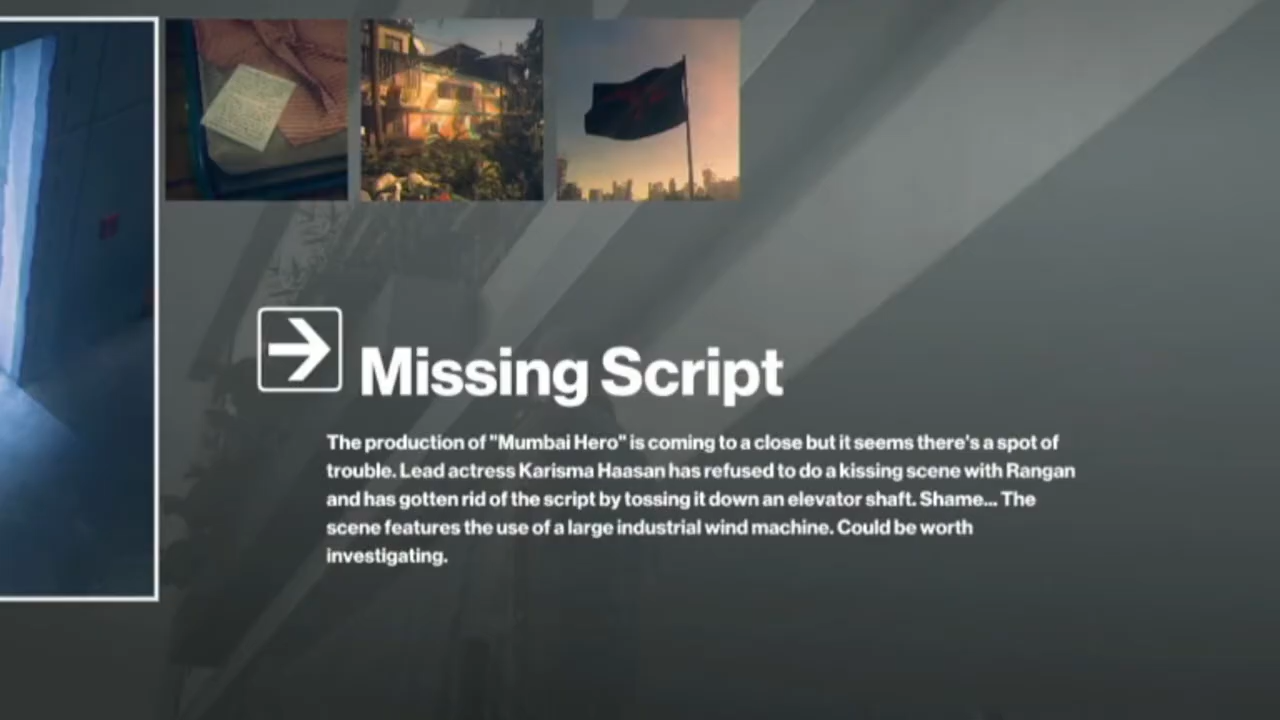 Missing Script
The production of "Mumbai Hero" is coming to a close but it seems there's a spot of
trouble. Lead actress Karisma Haasan has refused to do a kissing scene with Rangan
and has gotten rid of the script by tossing it down an elevator shaft. Shame... The
scene features the use of a large industrial wind machine. Could be worth
investigating.